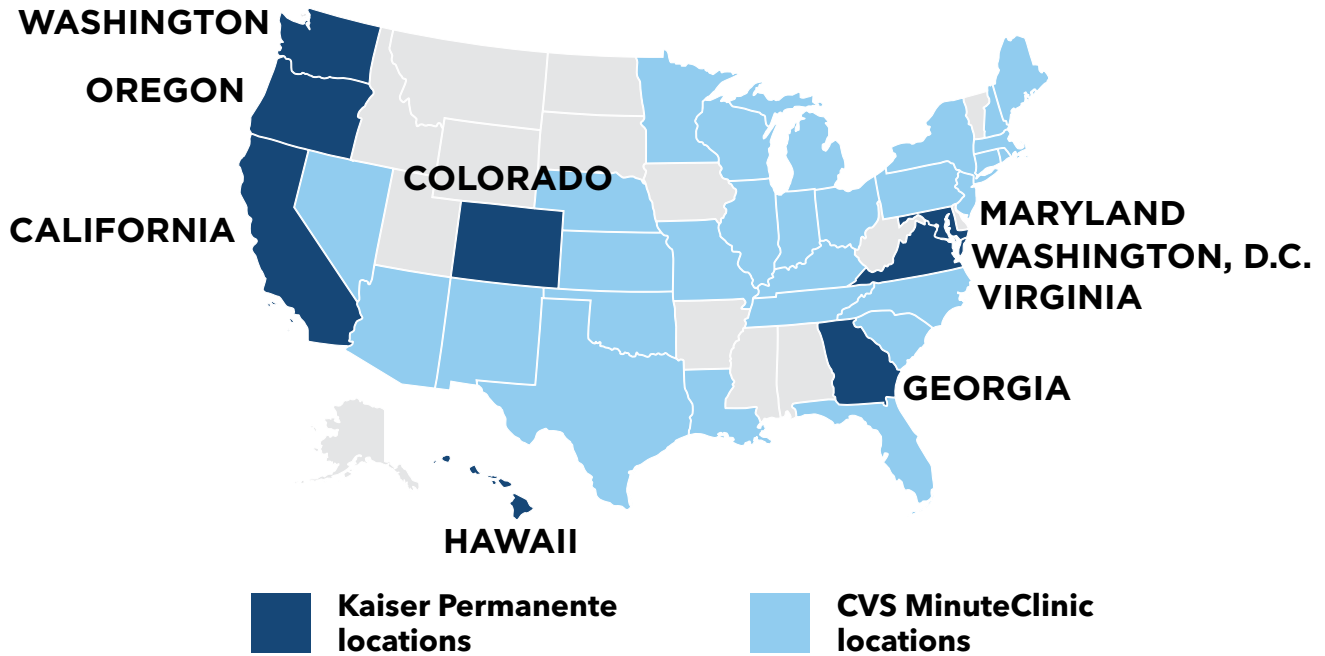 WASHINGTON
OREGON
COLORADO
CALIFORNIA
MARYLAND
WASHINGTON, D.C.
VIRGINIA
GEORGIA
HAWAII
Kaiser Permanente
locations
CVS MinuteClinic
locations